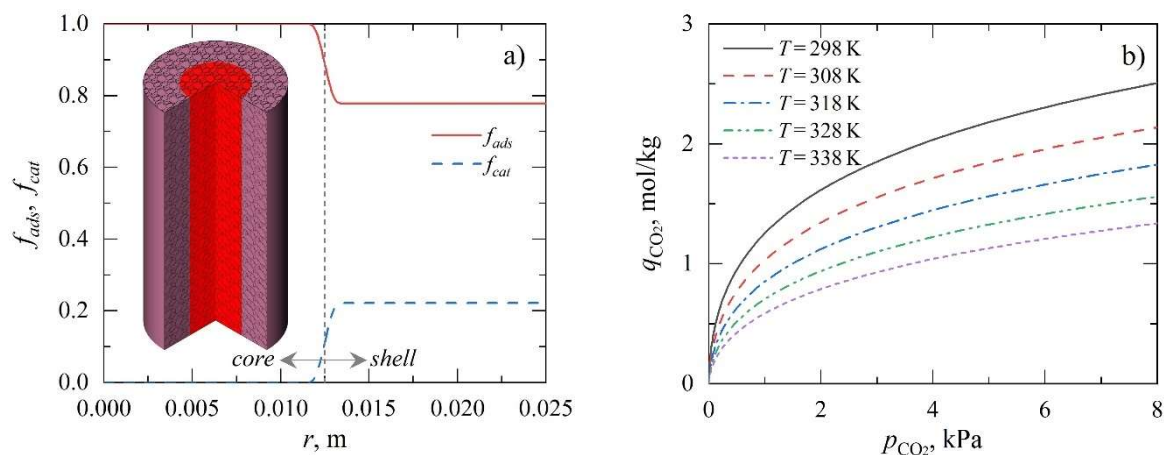 a)
f_ads, f_cat
1.0
0.8
0.6
0.4
0.2
0.0
f_ads
f_cat
core
shell
0.000 0.005 0.010 0.015 0.020 0.025
r, m
b)
q_CO₂, mol/kg
3
2
1
0
T = 298 K
T = 308 K
T = 318 K
T = 328 K
T = 338 K
0 2 4 6 8
p_CO₂, kPa